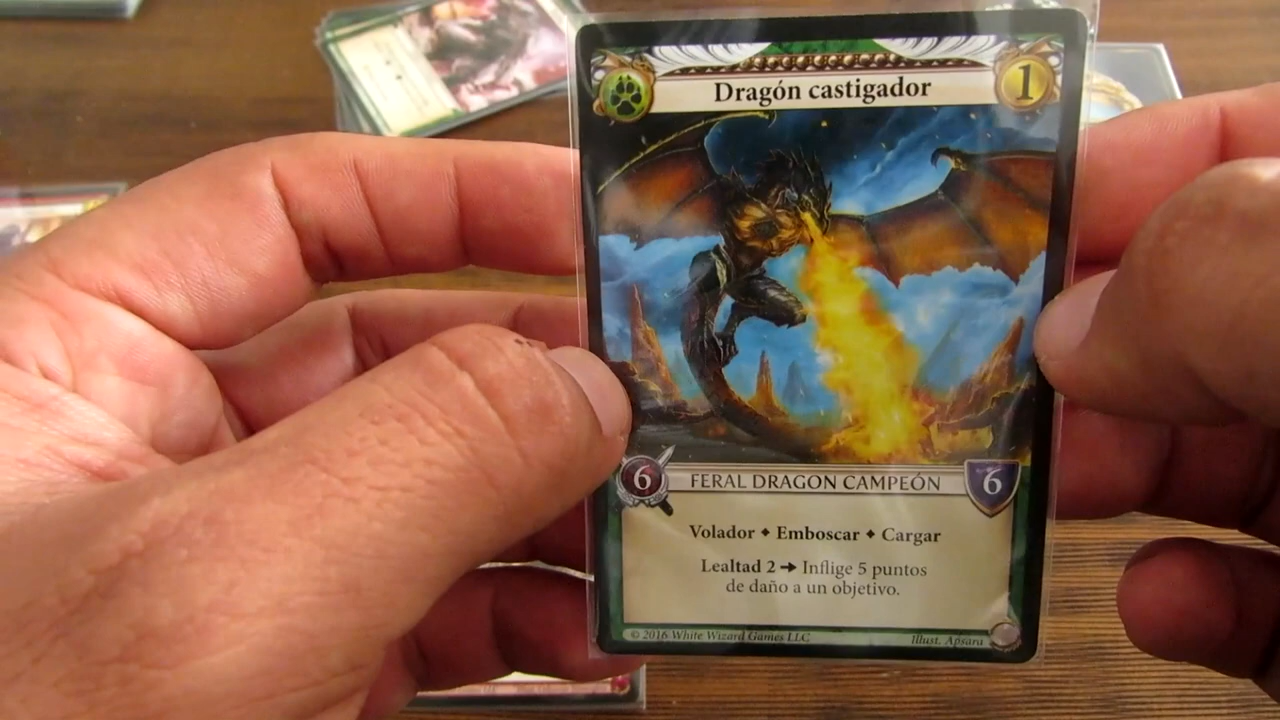 Dragón castigador
1
6
FERAL DRAGON CAMPEÓN
6
Volador ◆ Emboscar ◆ Cargar
Lealtad 2 ➔ Inflige 5 puntos
de daño a un objetivo.
© 2016 White Wizard Games LLC
Illust. Apsara